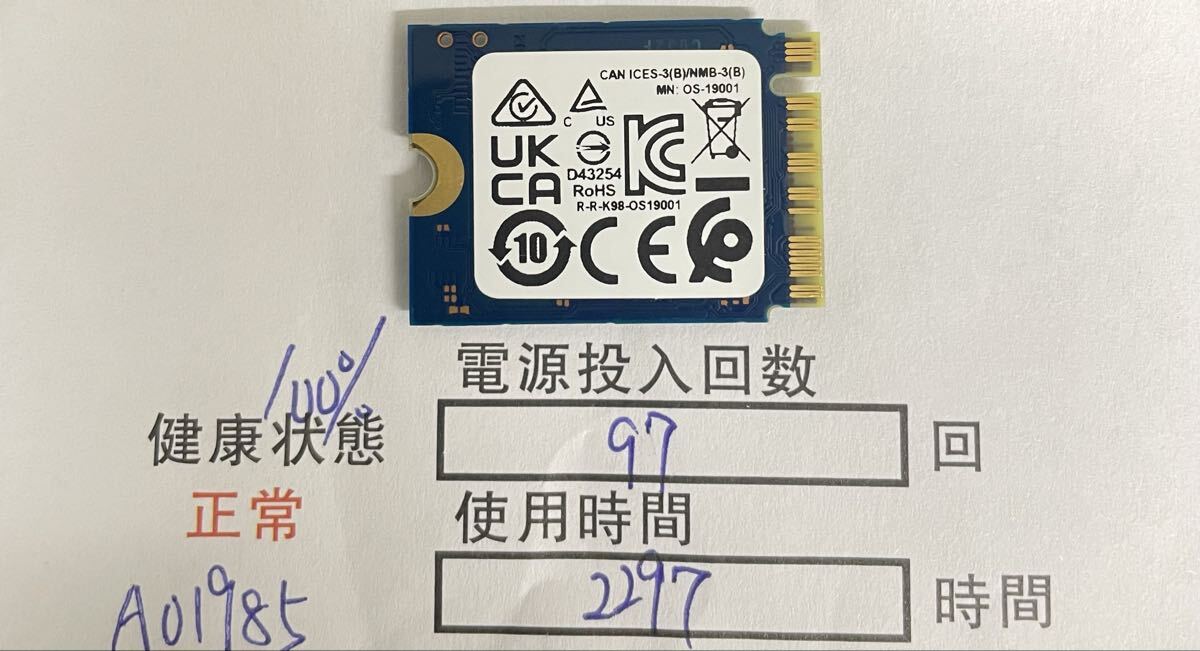 CAN ICES-3(B)/NMB-3(B)
MN: OS-19001
C US
UK
CA
D43254
RoHS
R-R-K98-OS19001
10
CE
電源投入回数
100%
健康状態
97
回
正常
使用時間
2297
時間
A01985